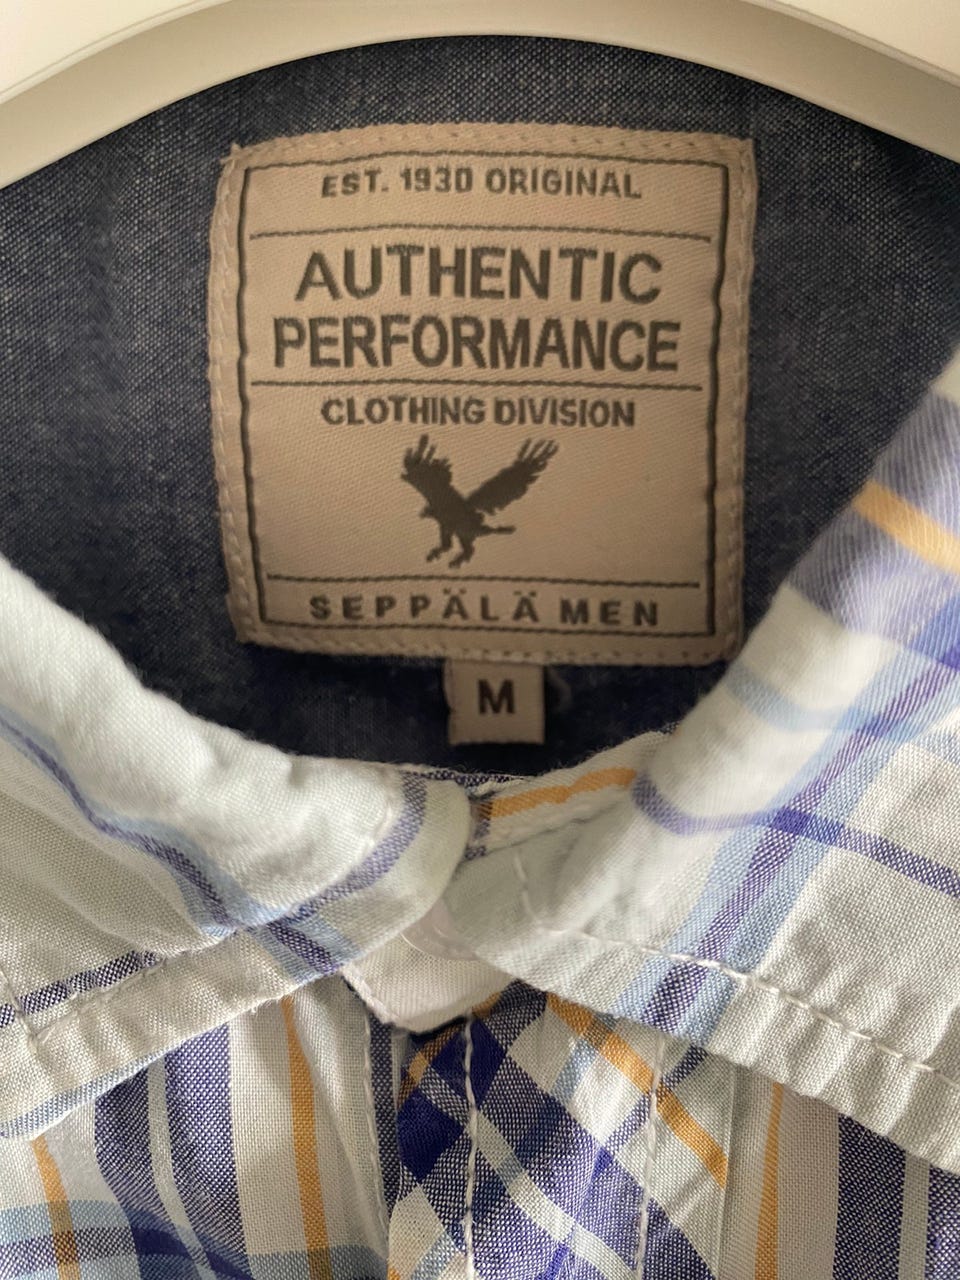 EST. 1930 ORIGINAL
AUTHENTIC
PERFORMANCE
CLOTHING DIVISION
SEPPÄLÄ MEN
M